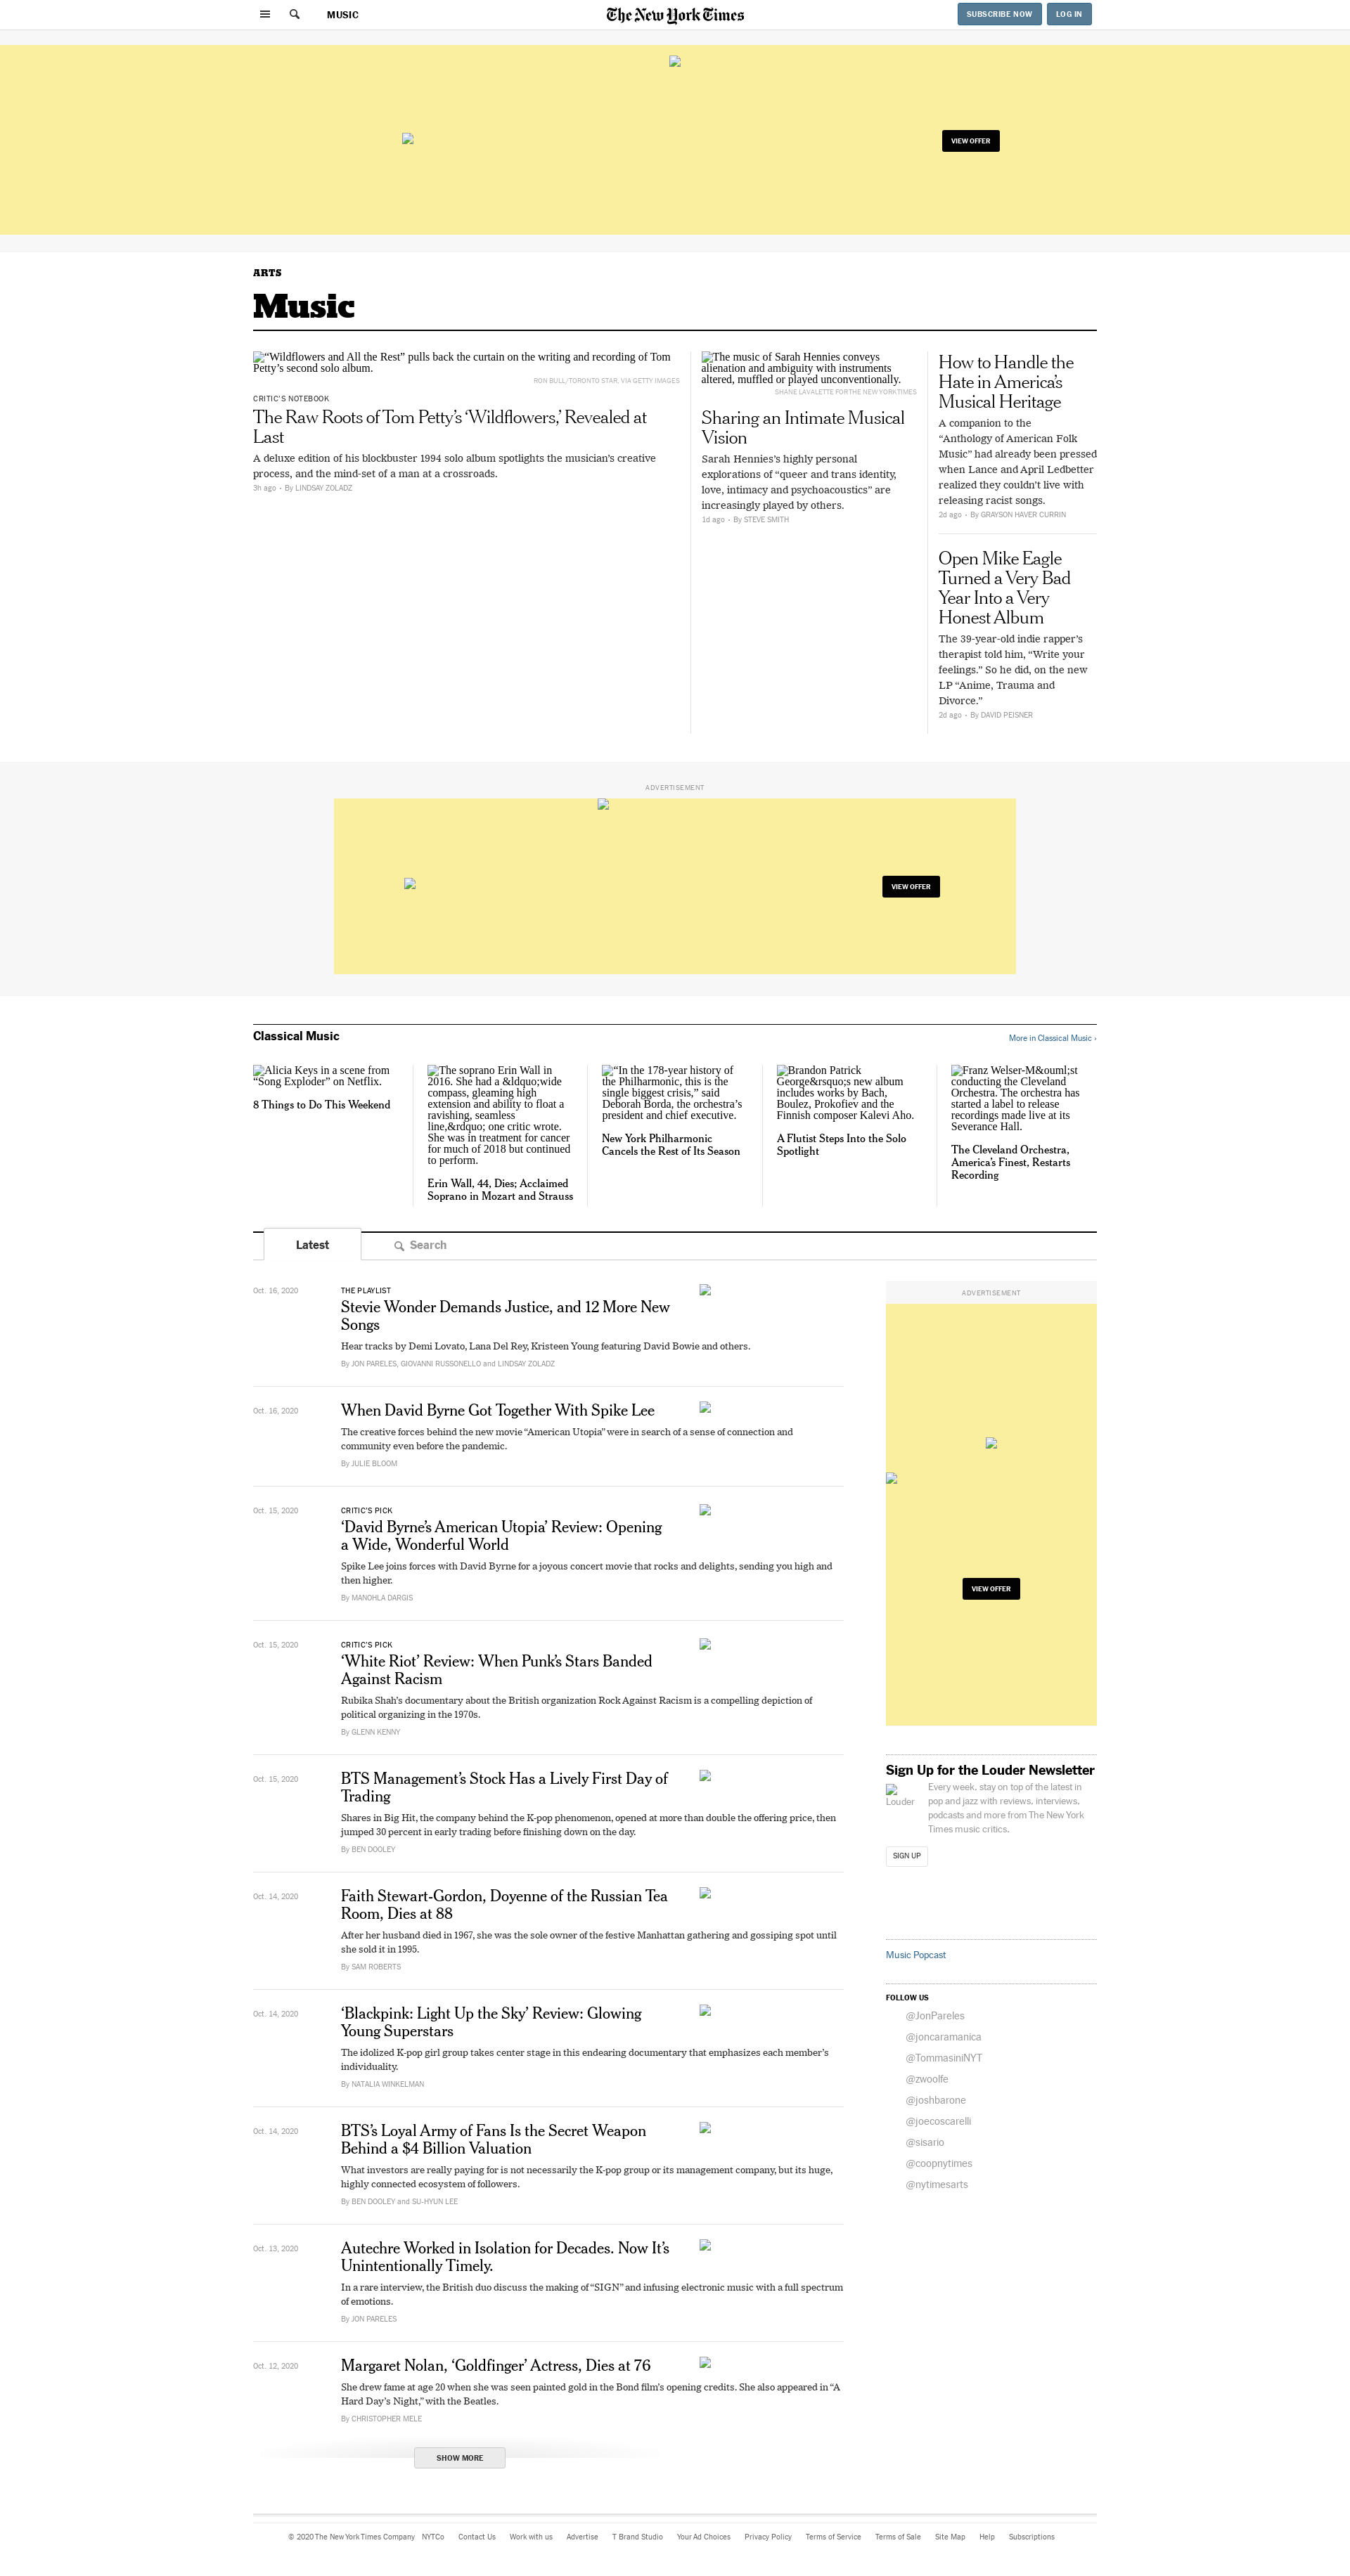 MUSIC
The New York Times
SUBSCRIBE NOW
LOG IN
VIEW OFFER
ARTS
Music
“Wildflowers and All the Rest” pulls back the curtain on the writing and recording of Tom
Petty’s second solo album.
RON BULL/TORONTO STAR, VIA GETTY IMAGES
CRITIC’S NOTEBOOK
The Raw Roots of Tom Petty’s ‘Wildflowers,’ Revealed at
Last
A deluxe edition of his blockbuster 1994 solo album spotlights the musician’s creative
process, and the mind-set of a man at a crossroads.
3h ago • By LINDSAY ZOLADZ
The music of Sarah Hennies conveys
alienation and ambiguity with instruments
altered, muffled or played unconventionally.
SHANE LAVALETTE FOR THE NEW YORK TIMES
Sharing an Intimate Musical
Vision
Sarah Hennies’s highly personal
explorations of “queer and trans identity,
love, intimacy and psychoacoustics” are
increasingly played by others.
1d ago • By STEVE SMITH
How to Handle the
Hate in America’s
Musical Heritage
A companion to the
“Anthology of American Folk
Music” had already been pressed
when Lance and April Ledbetter
realized they couldn’t live with
releasing racist songs.
2d ago • By GRAYSON HAVER CURRIN
Open Mike Eagle
Turned a Very Bad
Year Into a Very
Honest Album
The 39-year-old indie rapper’s
therapist told him, “Write your
feelings.” So he did, on the new
LP “Anime, Trauma and
Divorce.”
2d ago • By DAVID PEISNER
ADVERTISEMENT
VIEW OFFER
Classical Music
More in Classical Music ›
Alicia Keys in a scene from
“Song Exploder” on Netflix.
8 Things to Do This Weekend
The soprano Erin Wall in
2016. She had a &ldquo;wide
compass, gleaming high
extension and ability to float a
ravishing, seamless
line,&rdquo; one critic wrote.
She was in treatment for cancer
for much of 2018 but continued
to perform.
Erin Wall, 44, Dies; Acclaimed
Soprano in Mozart and Strauss
“In the 178-year history of
the Philharmonic, this is the
single biggest crisis,” said
Deborah Borda, the orchestra’s
president and chief executive.
New York Philharmonic
Cancels the Rest of Its Season
Brandon Patrick
George&rsquo;s new album
includes works by Bach,
Boulez, Prokofiev and the
Finnish composer Kalevi Aho.
A Flutist Steps Into the Solo
Spotlight
Franz Welser-M&ouml;st
conducting the Cleveland
Orchestra. The orchestra has
started a label to release
recordings made live at its
Severance Hall.
The Cleveland Orchestra,
America’s Finest, Restarts
Recording
Latest
Search
Oct. 16, 2020
THE PLAYLIST
Stevie Wonder Demands Justice, and 12 More New
Songs
Hear tracks by Demi Lovato, Lana Del Rey, Kristeen Young featuring David Bowie and others.
By JON PARELES, GIOVANNI RUSSONELLO and LINDSAY ZOLADZ
Oct. 16, 2020
When David Byrne Got Together With Spike Lee
The creative forces behind the new movie “American Utopia” were in search of a sense of connection and
community even before the pandemic.
By JULIE BLOOM
Oct. 15, 2020
CRITIC’S PICK
‘David Byrne’s American Utopia’ Review: Opening
a Wide, Wonderful World
Spike Lee joins forces with David Byrne for a joyous concert movie that rocks and delights, sending you high and
then higher.
By MANOHLA DARGIS
Oct. 15, 2020
CRITIC’S PICK
‘White Riot’ Review: When Punk’s Stars Banded
Against Racism
Rubika Shah’s documentary about the British organization Rock Against Racism is a compelling depiction of
political organizing in the 1970s.
By GLENN KENNY
Oct. 15, 2020
BTS Management’s Stock Has a Lively First Day of
Trading
Shares in Big Hit, the company behind the K-pop phenomenon, opened at more than double the offering price, then
jumped 30 percent in early trading before finishing down on the day.
By BEN DOOLEY
Oct. 14, 2020
Faith Stewart-Gordon, Doyenne of the Russian Tea
Room, Dies at 88
After her husband died in 1967, she was the sole owner of the festive Manhattan gathering and gossiping spot until
she sold it in 1995.
By SAM ROBERTS
Oct. 14, 2020
‘Blackpink: Light Up the Sky’ Review: Glowing
Young Superstars
The idolized K-pop girl group takes center stage in this endearing documentary that emphasizes each member’s
individuality.
By NATALIA WINKELMAN
Oct. 14, 2020
BTS’s Loyal Army of Fans Is the Secret Weapon
Behind a $4 Billion Valuation
What investors are really paying for is not necessarily the K-pop group or its management company, but its huge,
highly connected ecosystem of followers.
By BEN DOOLEY and SU-HYUN LEE
Oct. 13, 2020
Autechre Worked in Isolation for Decades. Now It’s
Unintentionally Timely.
In a rare interview, the British duo discuss the making of “SIGN” and infusing electronic music with a full spectrum
of emotions.
By JON PARELES
Oct. 12, 2020
Margaret Nolan, ‘Goldfinger’ Actress, Dies at 76
She drew fame at age 20 when she was seen painted gold in the Bond film’s opening credits. She also appeared in “A
Hard Day’s Night,” with the Beatles.
By CHRISTOPHER MELE
SHOW MORE
ADVERTISEMENT
VIEW OFFER
Sign Up for the Louder Newsletter
Louder
Every week, stay on top of the latest in
pop and jazz with reviews, interviews,
podcasts and more from The New York
Times music critics.
SIGN UP
Music Popcast
FOLLOW US
@JonPareles
@joncaramanica
@TommasiniNYT
@zwoolfe
@joshbarone
@joecoscarelli
@sisario
@coopnytimes
@nytimesarts
© 2020 The New York Times Company NYTCo Contact Us Work with us Advertise T Brand Studio Your Ad Choices Privacy Policy Terms of Service Terms of Sale Site Map Help Subscriptions